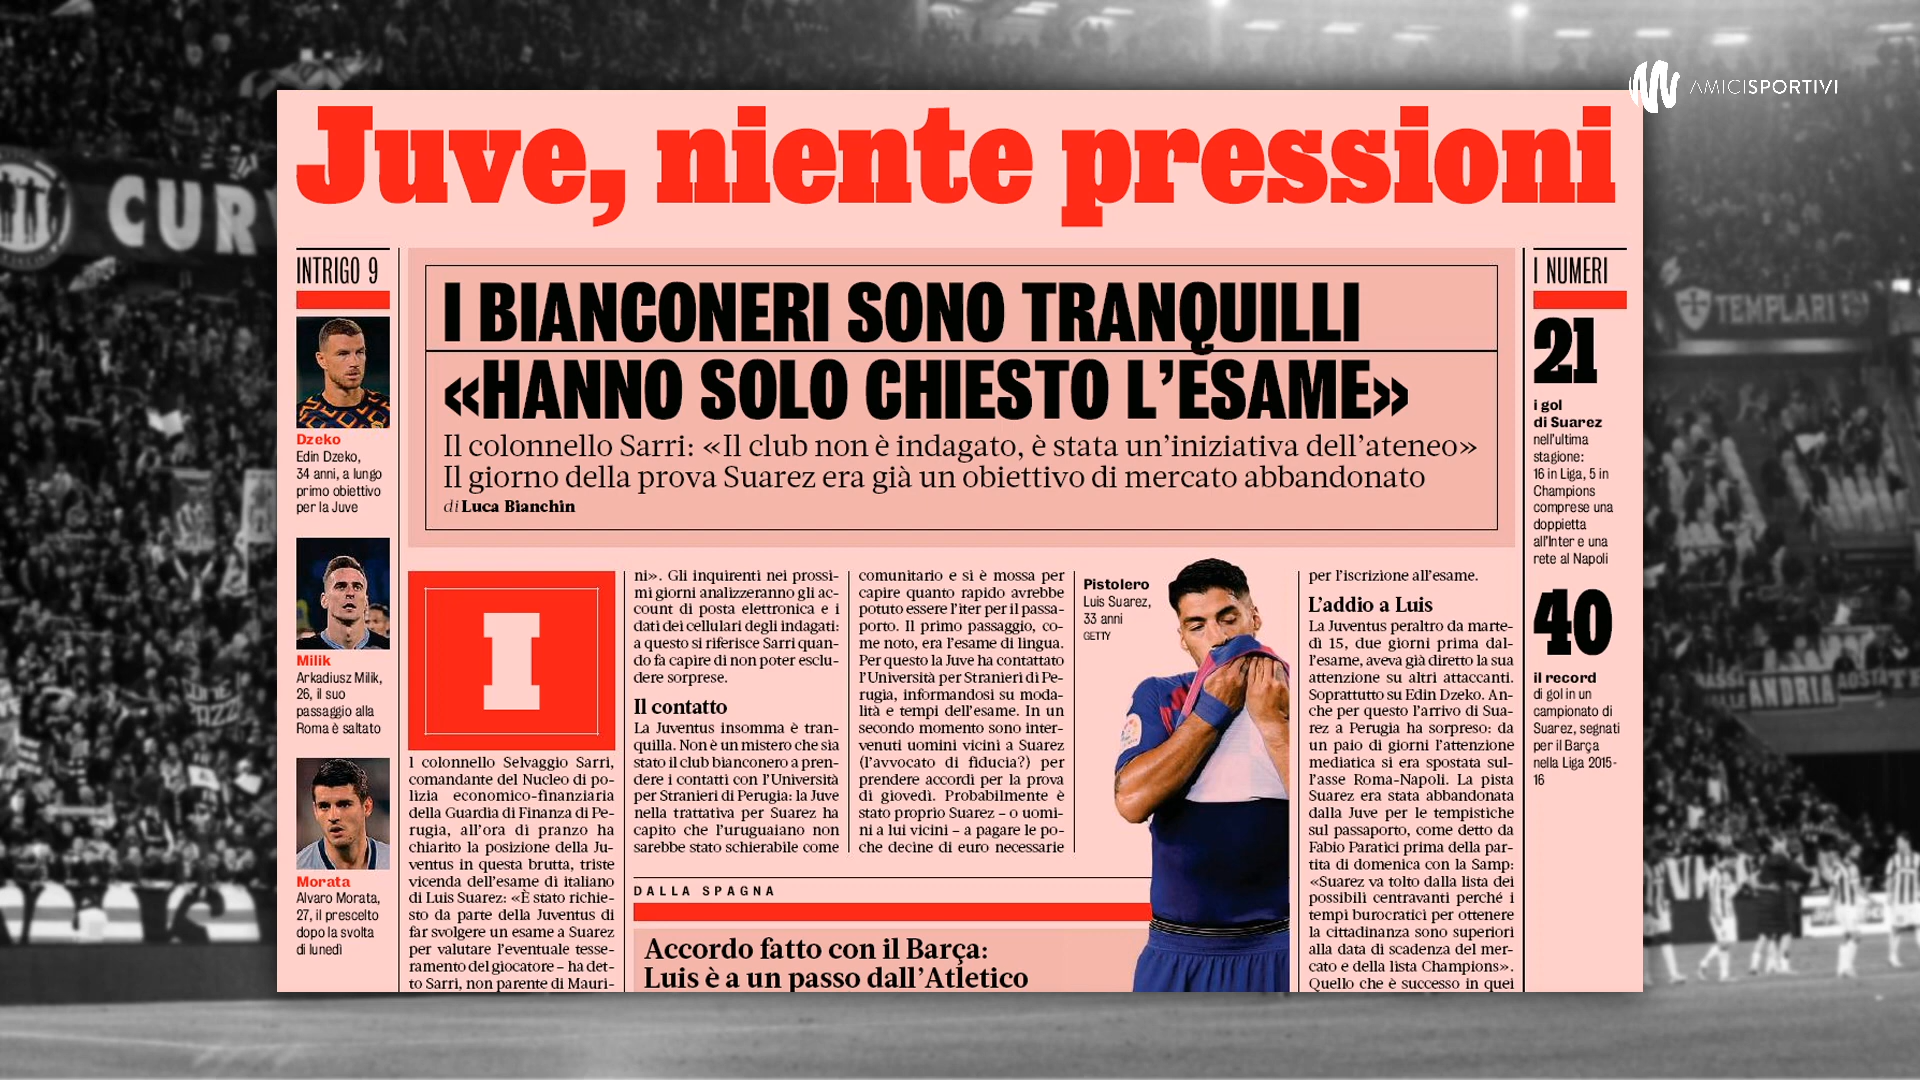 AMICISPORTIVI
Juve, niente pressioni
INTRIGO 9
Dzeko
Edin Dzeko,
34 anni, a lungo
primo obiettivo
per la Juve
Milik
Arkadiusz Milik,
26, il suo
passaggio alla
Roma è saltato
Morata
Alvaro Morata,
27, il prescelto
dopo la svolta
di lunedì
I BIANCONERI SONO TRANQUILLI
«HANNO SOLO CHIESTO L'ESAME»
Il colonnello Sarri: «Il club non è indagato, è stata un'iniziativa dell'ateneo»
Il giorno della prova Suarez era già un obiettivo di mercato abbandonato
di Luca Bianchin
I
l colonnello Selvaggio Sarri,
comandante del Nucleo di po-
lizia economico-finanziaria
della Guardia di Finanza di Pe-
rugia, all'ora di pranzo ha
chiarito la posizione della Ju-
ventus in questa brutta, triste
vicenda dell'esame di italiano
di Luis Suarez: «È stato richie-
sto da parte della Juventus di
far svolgere un esame a Suarez
per valutare l'eventuale tesse-
ramento del giocatore – ha det-
to Sarri, non parente di Mauri-
ni». Gli inquirenti nei prossi-
mi giorni analizzeranno gli ac-
count di posta elettronica e i
dati dei cellulari degli indagati:
a questo si riferisce Sarri quan-
do fa capire di non poter esclu-
dere sorprese.
Il contatto
La Juventus insomma è tran-
quilla. Non è un mistero che sia
stato il club bianconero a pren-
dere i contatti con l'Università
per Stranieri di Perugia: la Juve
nella trattativa per Suarez ha
capito che l'uruguaiano non
sarebbe stato schierabile come
comunitario e si è mossa per
capire quanto rapido avrebbe
potuto essere l'iter per il passa-
porto. Il primo passaggio, co-
me noto, era l'esame di lingua.
Per questo la Juve ha contattato
l'Università per Stranieri di Pe-
rugia, informandosi su moda-
lità e tempi dell'esame. In un
secondo momento sono inter-
venuti uomini vicini a Suarez
(l'avvocato di fiducia?) per
prendere accordi per la prova
di giovedì. Probabilmente è
stato proprio Suarez – o uomi-
ni a lui vicini – a pagare le po-
che decine di euro necessarie
Pistolero
Luis Suarez,
33 anni
GETTY
per l'iscrizione all'esame.
L'addio a Luis
La Juventus peraltro da marte-
dì 15, due giorni prima dal-
l'esame, aveva già diretto la sua
attenzione su altri attaccanti.
Soprattutto su Edin Dzeko. An-
che per questo l'arrivo di Sua-
rez a Perugia ha sorpreso: da
un paio di giorni l'attenzione
mediatica si era spostata sul-
l'asse Roma-Napoli. La pista
Suarez era stata abbandonata
dalla Juve per le tempistiche
sul passaporto, come detto da
Fabio Paratici prima della par-
tita di domenica con la Samp:
«Suarez va tolto dalla lista dei
possibili centravanti perché i
tempi burocratici per ottenere
la cittadinanza sono superiori
alla data di scadenza del mer-
cato e della lista Champions».
Quello che è successo in quei
DALLA SPAGNA
Accordo fatto con il Barça:
Luis è a un passo dall'Atletico
I NUMERI
21
i gol
di Suarez
nell'ultima
stagione:
16 in Liga, 5 in
Champions
comprese una
doppietta
all'Inter e una
rete al Napoli
40
il record
di gol in un
campionato di
Suarez, segnati
per il Barça
nella Liga 2015-
16
CUR
TEMPLARI
ANDRIA